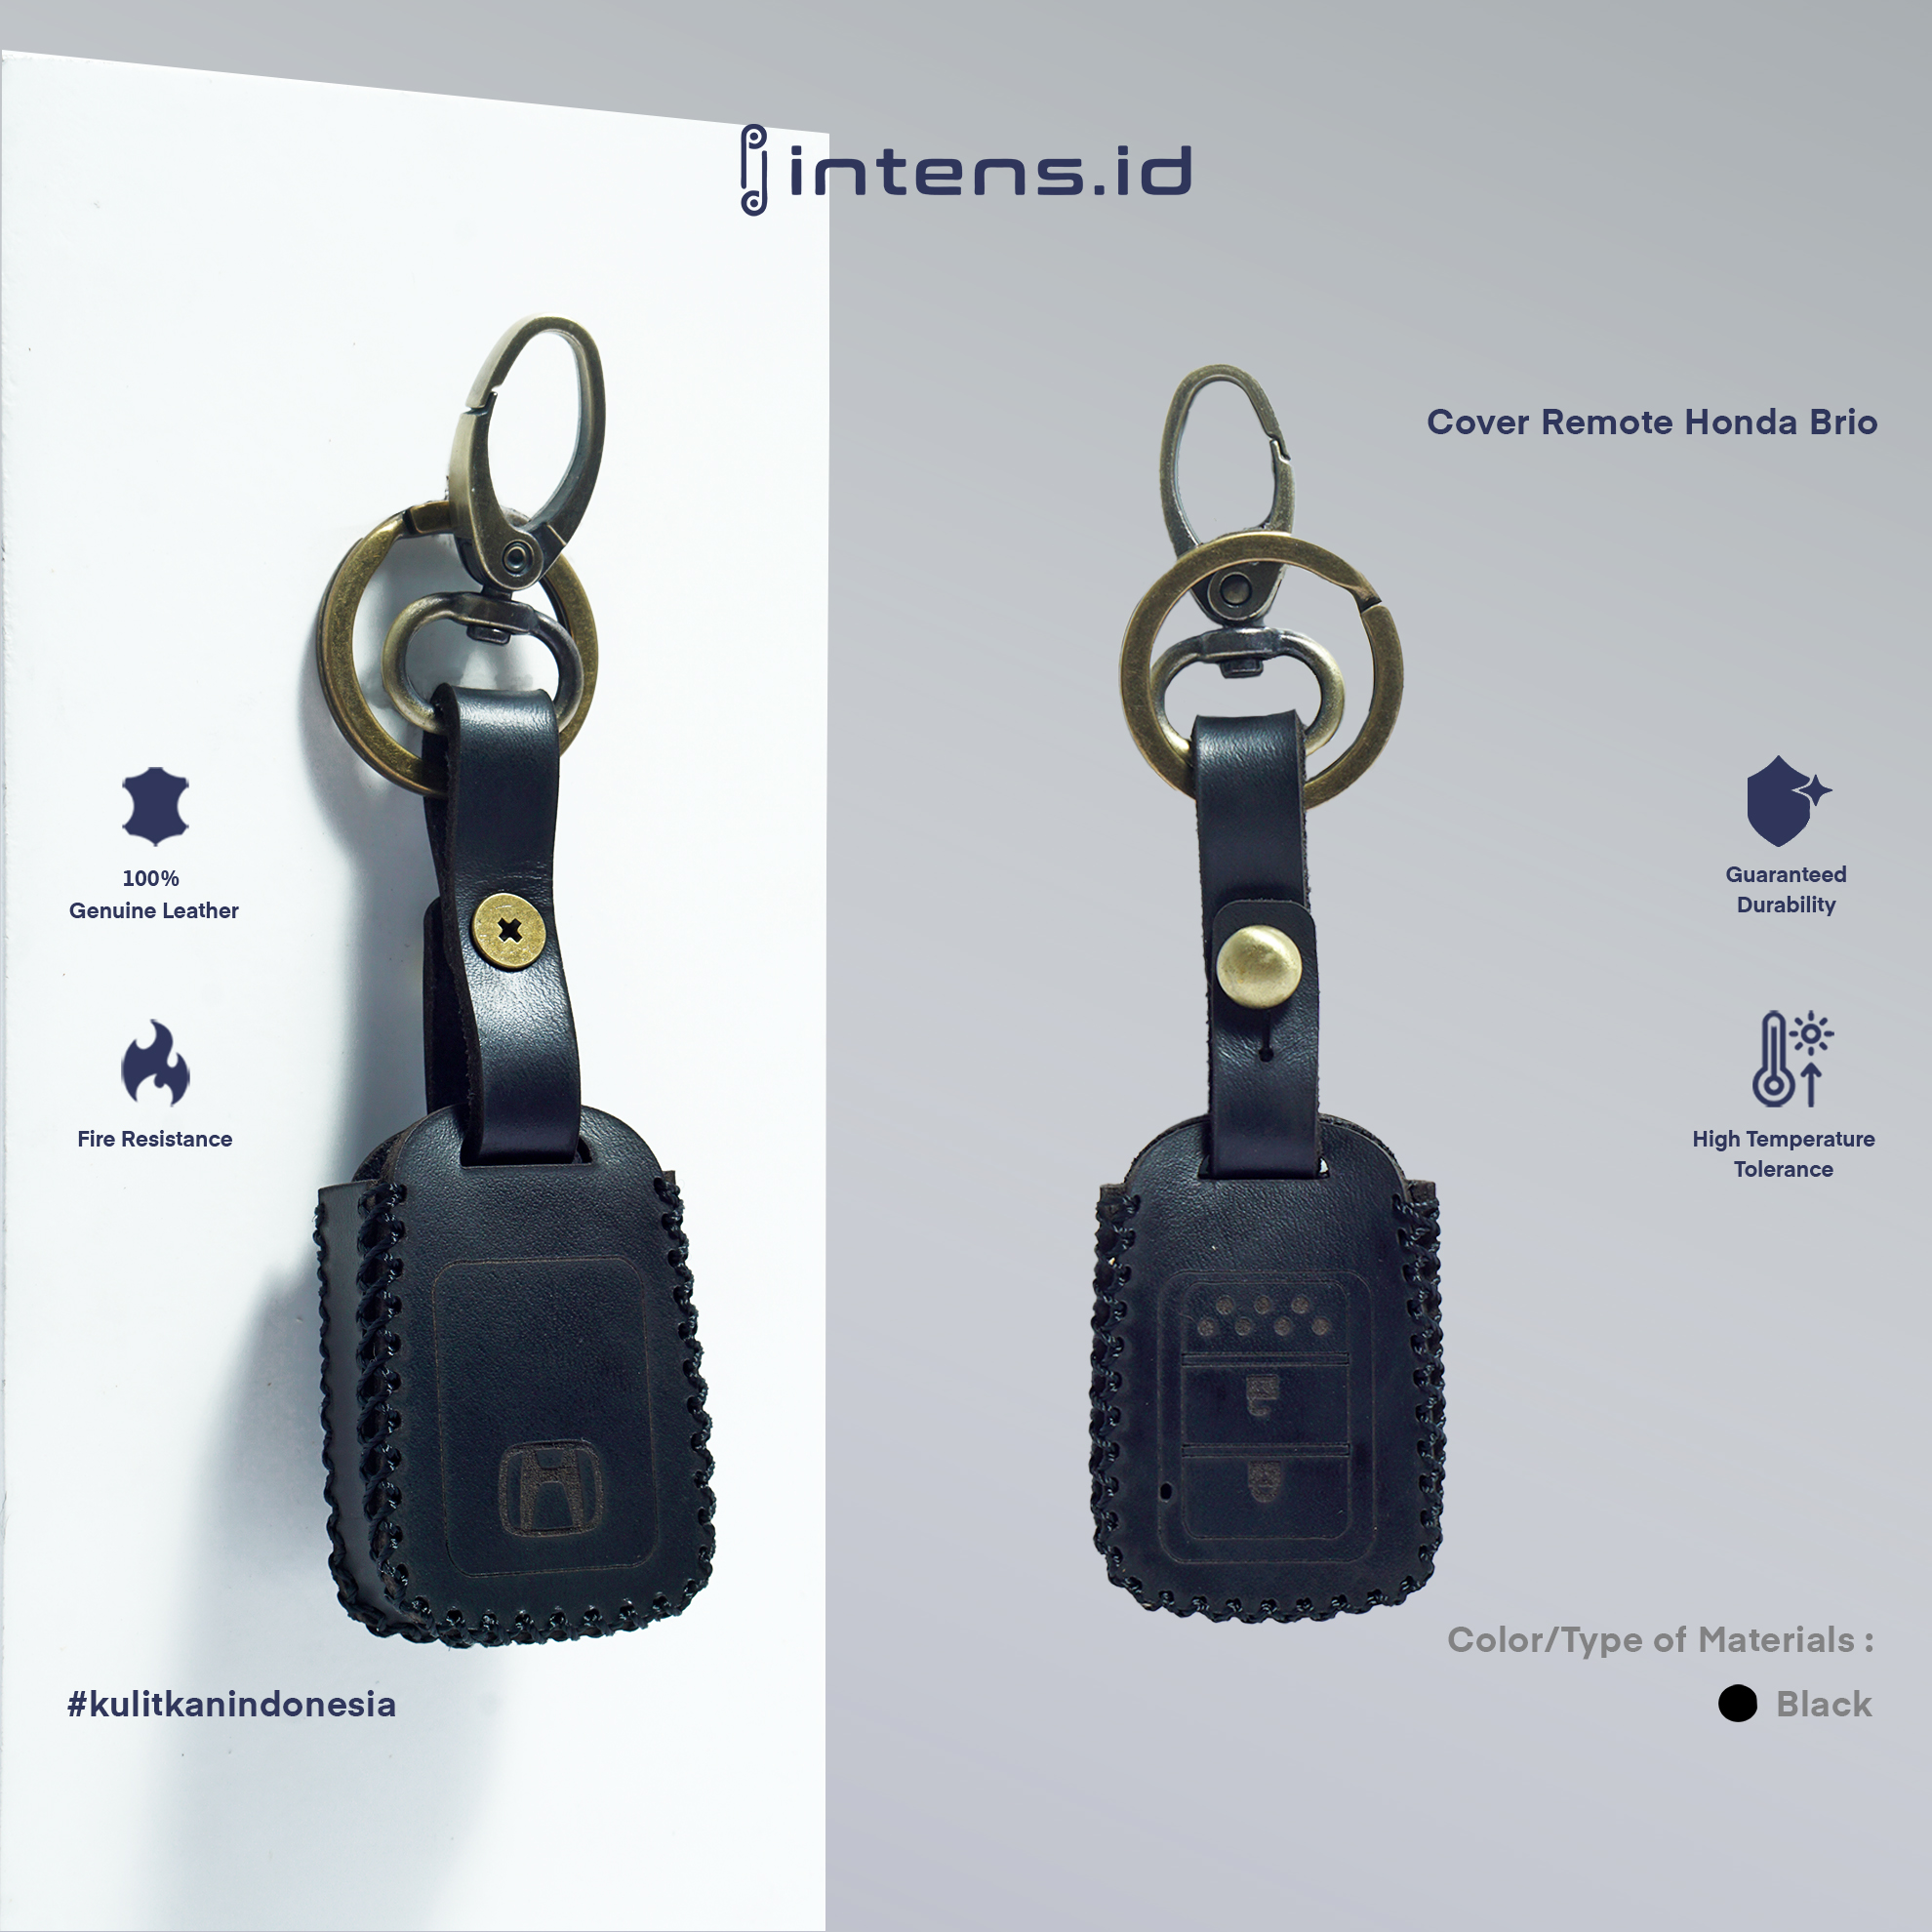 intens.id
Cover Remote Honda Brio
100%
Genuine Leather
Fire Resistance
Guaranteed
Durability
High Temperature
Tolerance
#kulitkanindonesia
Color/Type of Materials :
Black